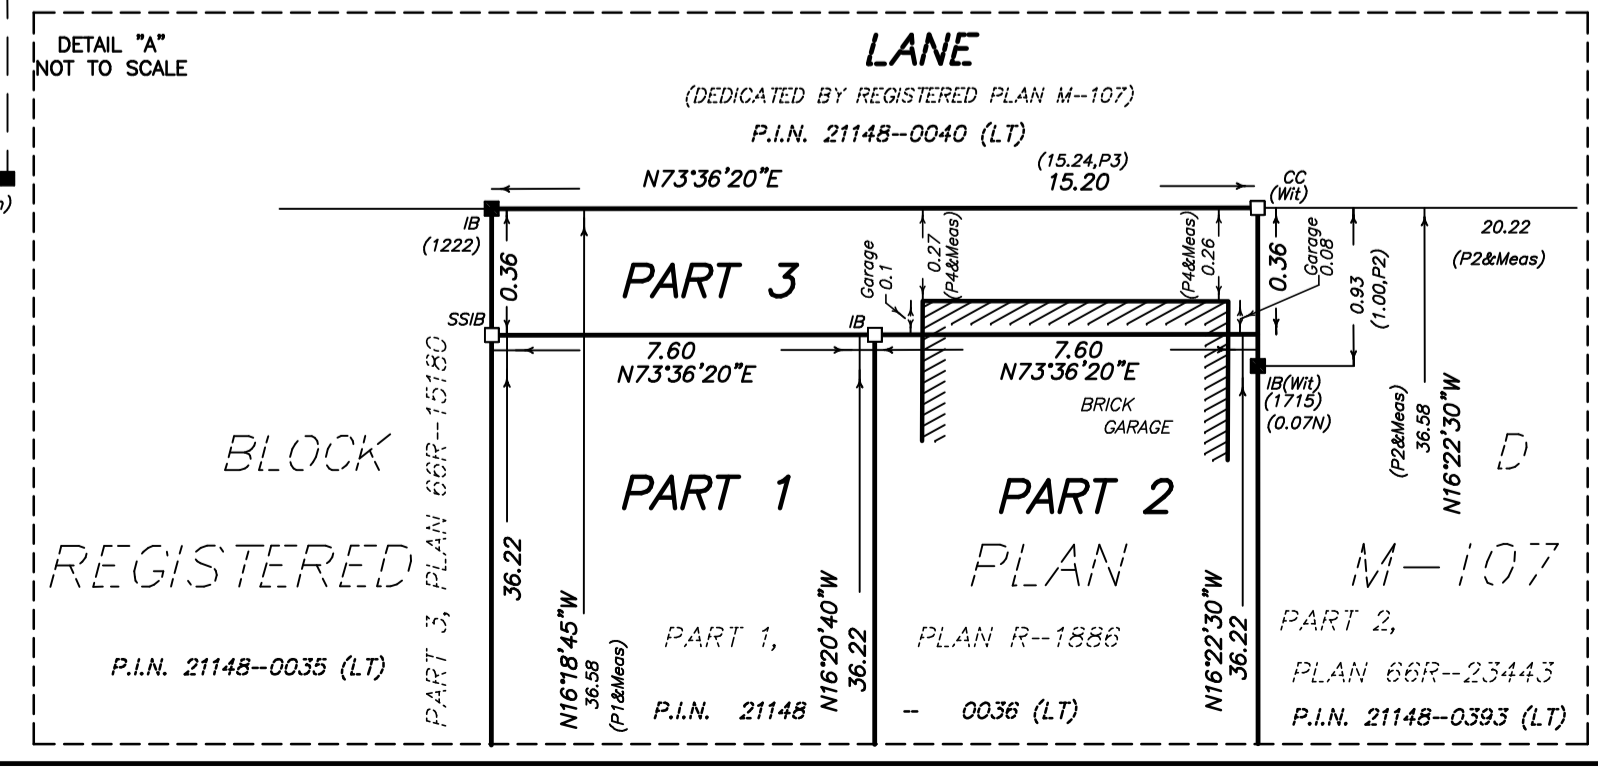 DETAIL "A"
NOT TO SCALE
LANE
(DEDICATED BY REGISTERED PLAN M--107)
P.I.N. 21148--0040 (LT)
N73°36'20"E
(15.24,P3)
15.20
CC
(Wit)
IB
(1222)
0.36
PART 3
Garage
0.1
0.27
(P4&Meas)
(P4&Meas)
0.26
0.36
Garage
0.08
0.93
(1.00,P2)
20.22
(P2&Meas)
SSIB
IB
7.60
N73°36'20"E
7.60
N73°36'20"E
BRICK
GARAGE
IB(Wit)
(1715)
(0.07N)
(P2&Meas)
36.58
N16°22'30"W
BLOCK
D
PART 1
PART 2
REGISTERED
PLAN
M--107
PART 3, PLAN 66R--15180
36.22
N16°18'45"W
36.58
(P1&Meas)
N16°20'40"W
36.22
N16°22'30"W
36.22
PART 1,
PLAN R--1886
PART 2,
PLAN 66R--23443
P.I.N. 21148--0035 (LT)
P.I.N. 21148 -- 0036 (LT)
P.I.N. 21148--0393 (LT)